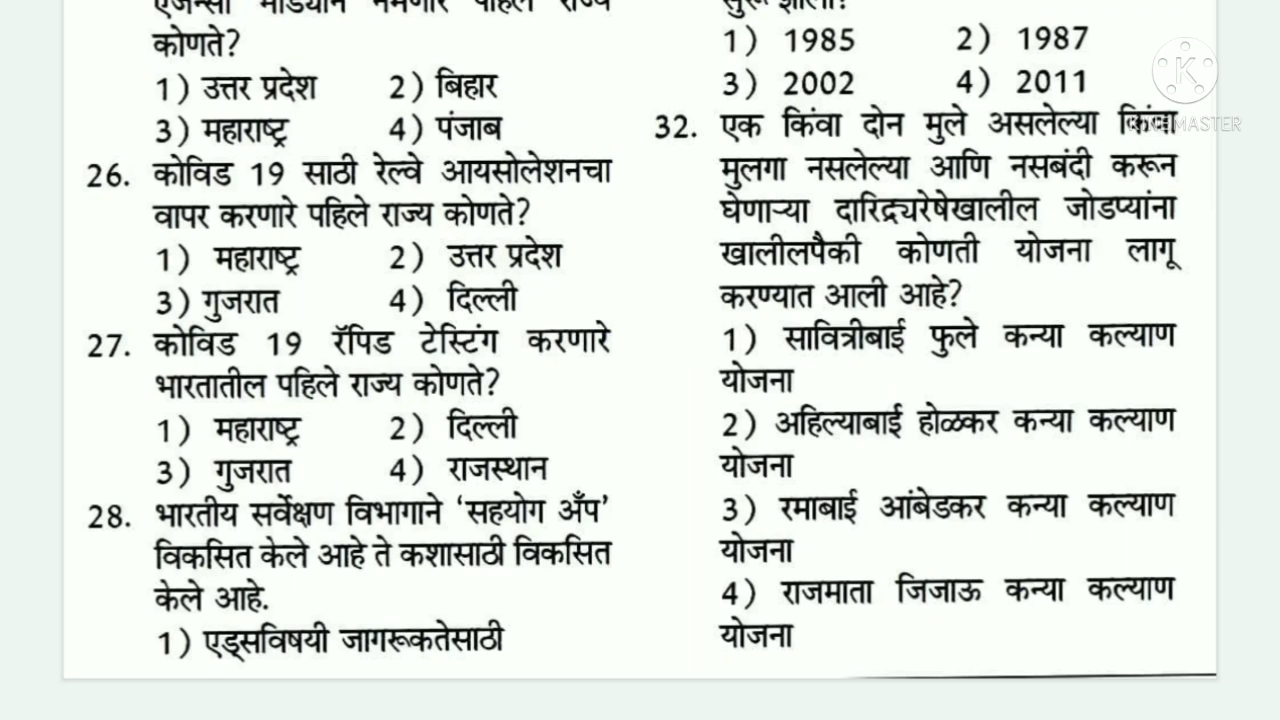 कोणते?
1) उत्तर प्रदेश 2) बिहार
3) महाराष्ट्र 4) पंजाब
26. कोविड 19 साठी रेल्वे आयसोलेशनचा
वापर करणारे पहिले राज्य कोणते?
1) महाराष्ट्र 2) उत्तर प्रदेश
3) गुजरात 4) दिल्ली
27. कोविड 19 रॅपिड टेस्टिंग करणारे
भारतातील पहिले राज्य कोणते?
1) महाराष्ट्र 2) दिल्ली
3) गुजरात 4) राजस्थान
28. भारतीय सर्वेक्षण विभागाने ‘सहयोग अँप’
विकसित केले आहे ते कशासाठी विकसित
केले आहे.
1) एड्सविषयी जागरूकतेसाठी
1) 1985 2) 1987
3) 2002 4) 2011
32. एक किंवा दोन मुले असलेल्या किंवा
मुलगा नसलेल्या आणि नसबंदी करून
घेणाऱ्या दारिद्र्यरेषेखालील जोडप्यांना
खालीलपैकी कोणती योजना लागू
करण्यात आली आहे?
1) सावित्रीबाई फुले कन्या कल्याण
योजना
2) अहिल्याबाई होळकर कन्या कल्याण
योजना
3) रमाबाई आंबेडकर कन्या कल्याण
योजना
4) राजमाता जिजाऊ कन्या कल्याण
योजना
K
KINEMASTER